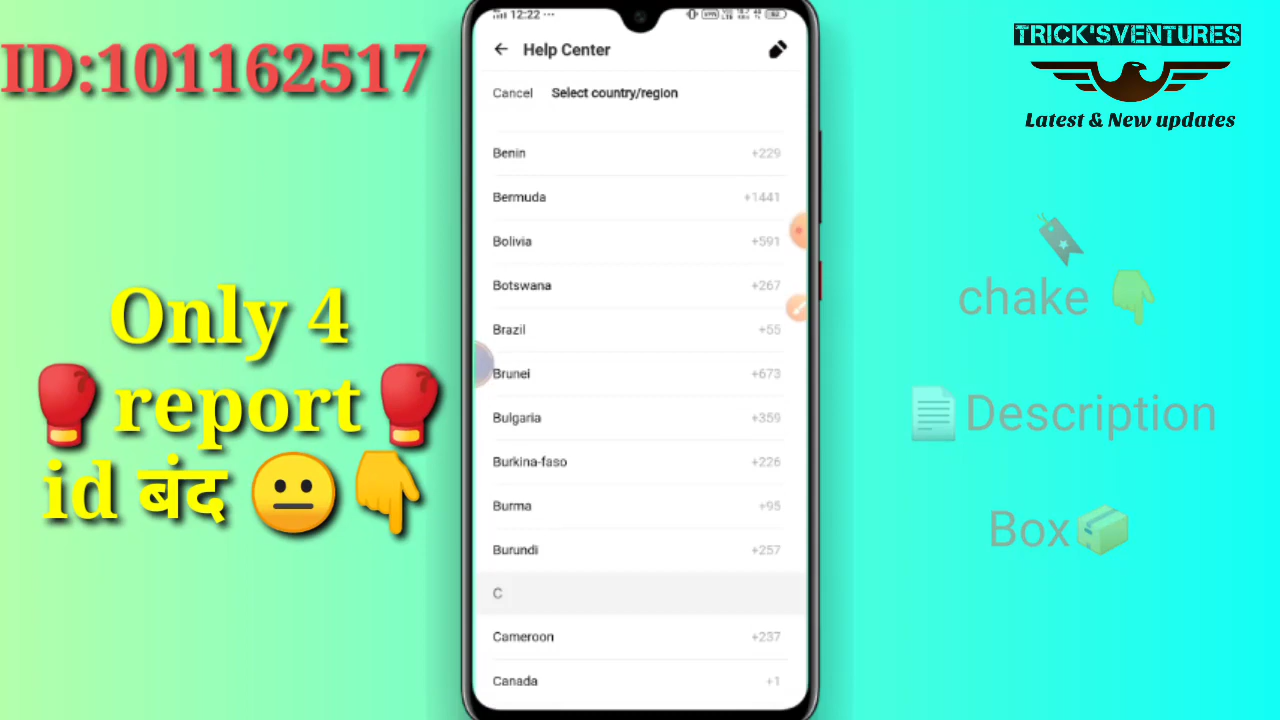 ID:101162517
Only 4
report
id बंद
12:22 ...
Help Center
Cancel Select country/region
Benin +229
Bermuda +1441
Bolivia +591
Botswana +267
Brazil +55
Brunei +673
Bulgaria +359
Burkina-faso +226
Burma +95
Burundi +257
C
Cameroon +237
Canada +1
TRICK'SVENTURES
Latest & New updates
chake
Description
Box